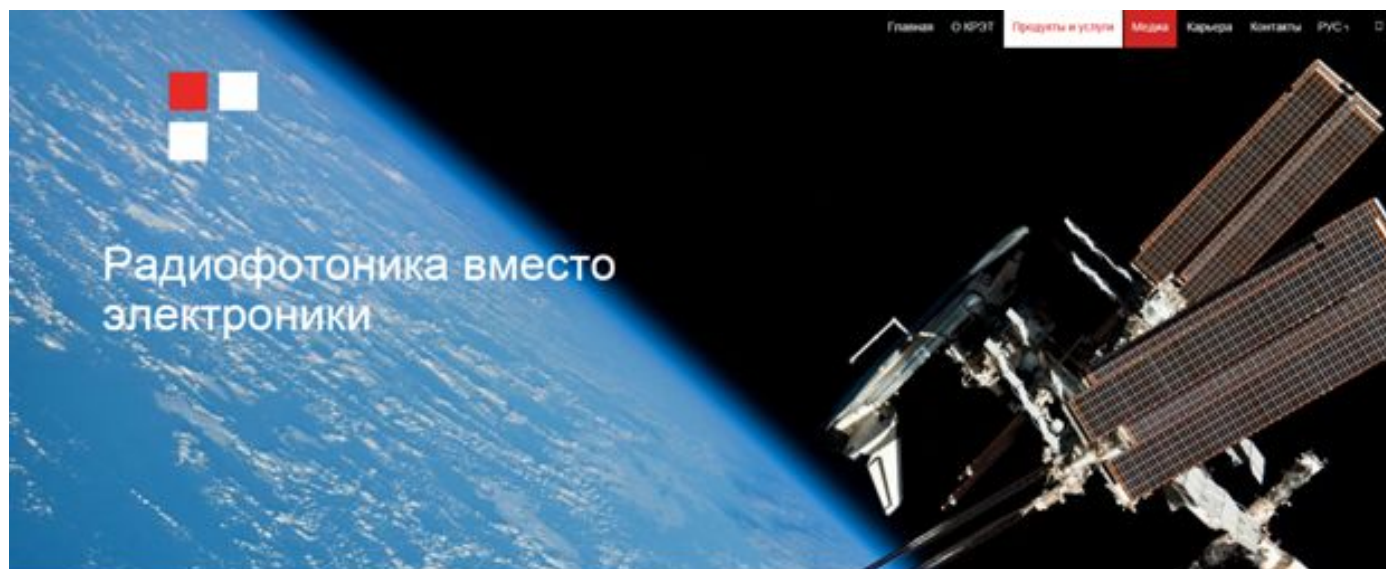 Главная О КРЭТ Продукты и услуги Медиа Карьера Контакты РУС
Радиофотоника вместо
электроники